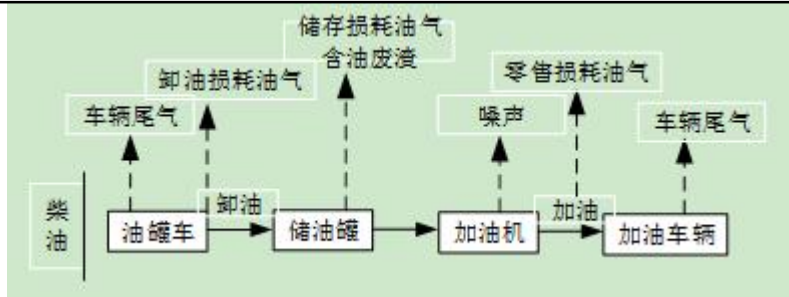 储存损耗油气
含油废渣
卸油损耗油气
零售损耗油气
车辆尾气
噪声
车辆尾气
柴油
油罐车
卸油
储油罐
加油机
加油
加油车辆